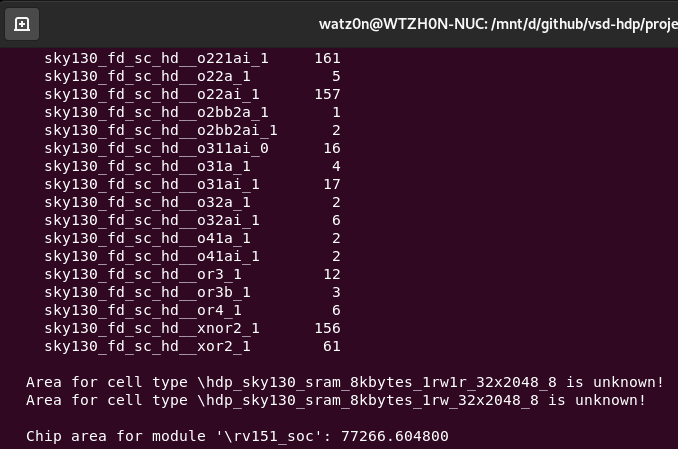 watz0n@WTZH0N-NUC: /mnt/d/github/vsd-hdp/proje
sky130_fd_sc_hd__o221ai_1 161
sky130_fd_sc_hd__o22a_1 5
sky130_fd_sc_hd__o22ai_1 157
sky130_fd_sc_hd__o2bb2a_1 1
sky130_fd_sc_hd__o2bb2ai_1 2
sky130_fd_sc_hd__o311ai_0 16
sky130_fd_sc_hd__o31a_1 4
sky130_fd_sc_hd__o31ai_1 17
sky130_fd_sc_hd__o32a_1 2
sky130_fd_sc_hd__o32ai_1 6
sky130_fd_sc_hd__o41a_1 2
sky130_fd_sc_hd__o41ai_1 2
sky130_fd_sc_hd__or3_1 12
sky130_fd_sc_hd__or3b_1 3
sky130_fd_sc_hd__or4_1 6
sky130_fd_sc_hd__xnor2_1 156
sky130_fd_sc_hd__xor2_1 61
Area for cell type \hdp_sky130_sram_8kbytes_1rw1r_32x2048_8 is unknown!
Area for cell type \hdp_sky130_sram_8kbytes_1rw_32x2048_8 is unknown!
Chip area for module '\rv151_soc': 77266.604800